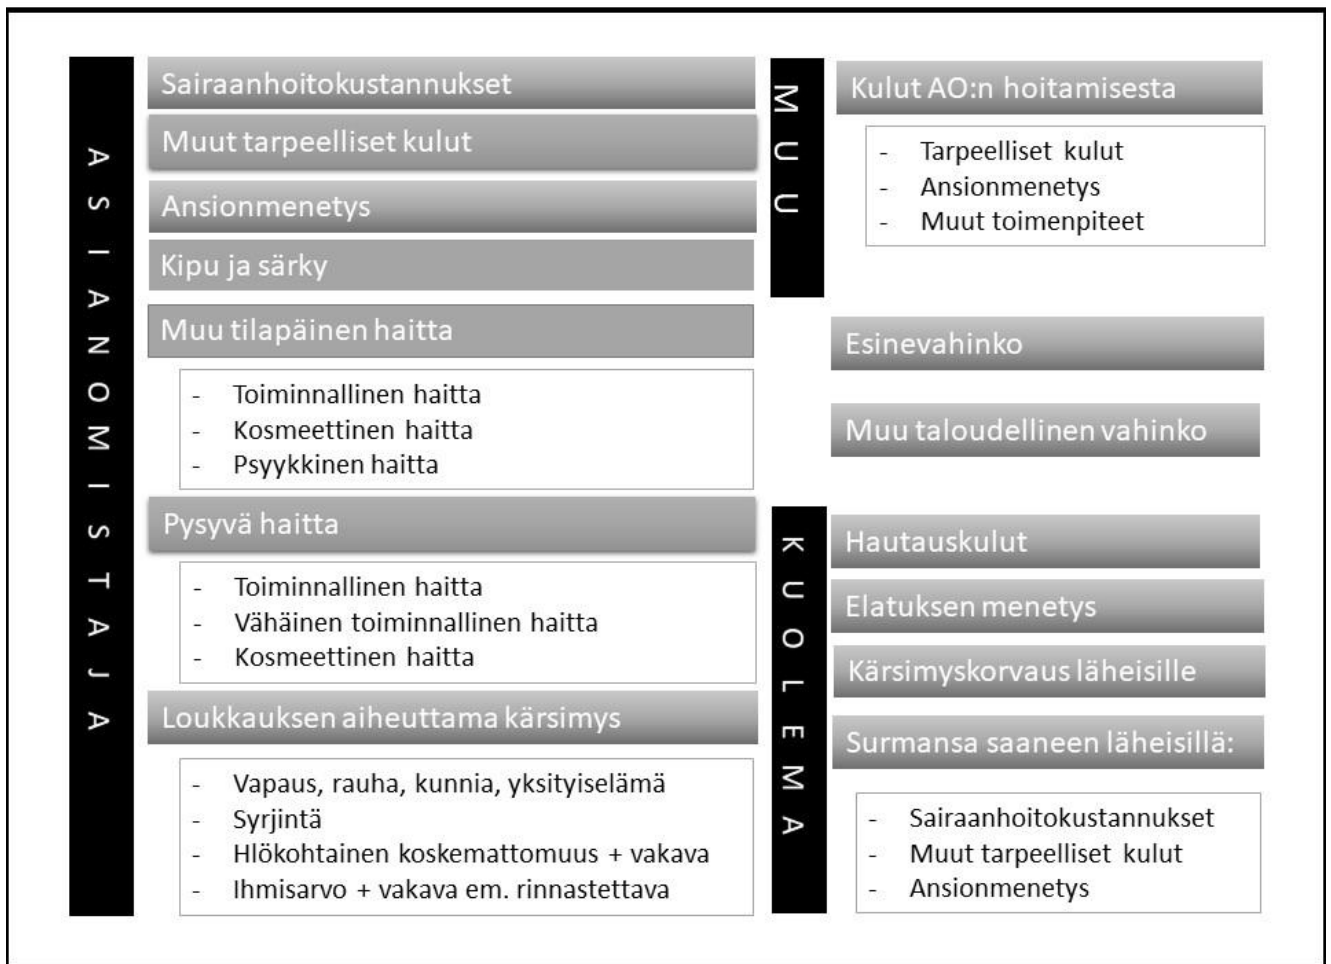 ASIANOMISTAJA
Sairaanhoitokustannukset
Muut tarpeelliset kulut
Ansionmenetys
Kipu ja särky
Muu tilapäinen haitta
- Toiminnallinen haitta
- Kosmeettinen haitta
- Psyykkinen haitta
Pysyvä haitta
- Toiminnallinen haitta
- Vähäinen toiminnallinen haitta
- Kosmeettinen haitta
Loukkauksen aiheuttama kärsimys
- Vapaus, rauha, kunnia, yksityiselämä
- Syrjintä
- Hlökohtainen koskemattomuus + vakava
- Ihmisarvo + vakava em. rinnastettava
MUU
Kulut AO:n hoitamisesta
- Tarpeelliset kulut
- Ansionmenetys
- Muut toimenpiteet
Esinevahinko
Muu taloudellinen vahinko
KUOLEMA
Hautauskulut
Elatuksen menetys
Kärsimyskorvaus läheisille
Surmansa saaneen läheisillä:
- Sairaanhoitokustannukset
- Muut tarpeelliset kulut
- Ansionmenetys